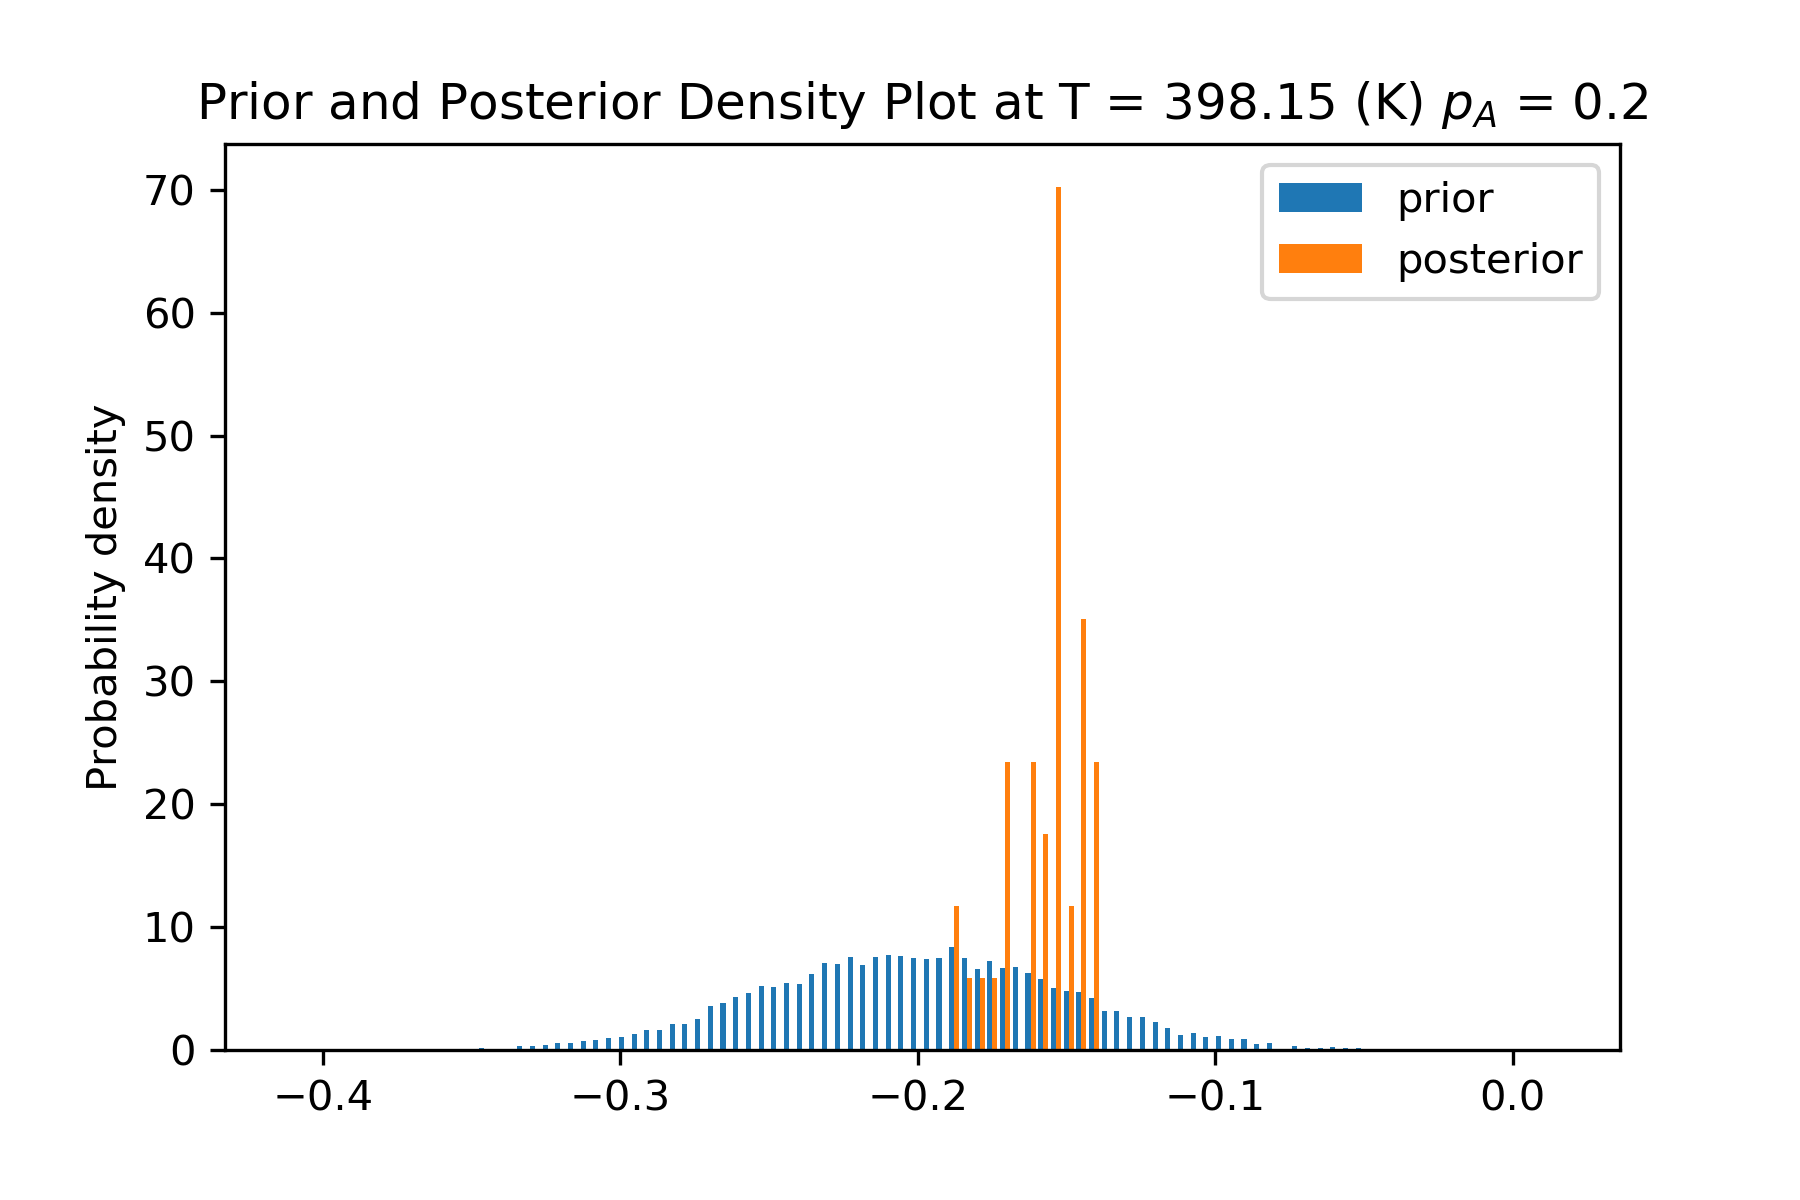 Prior and Posterior Density Plot at T = 398.15 (K) p_A = 0.2
prior
posterior
Probability density
70
60
50
40
30
20
10
0
−0.4 −0.3 −0.2 −0.1 0.0